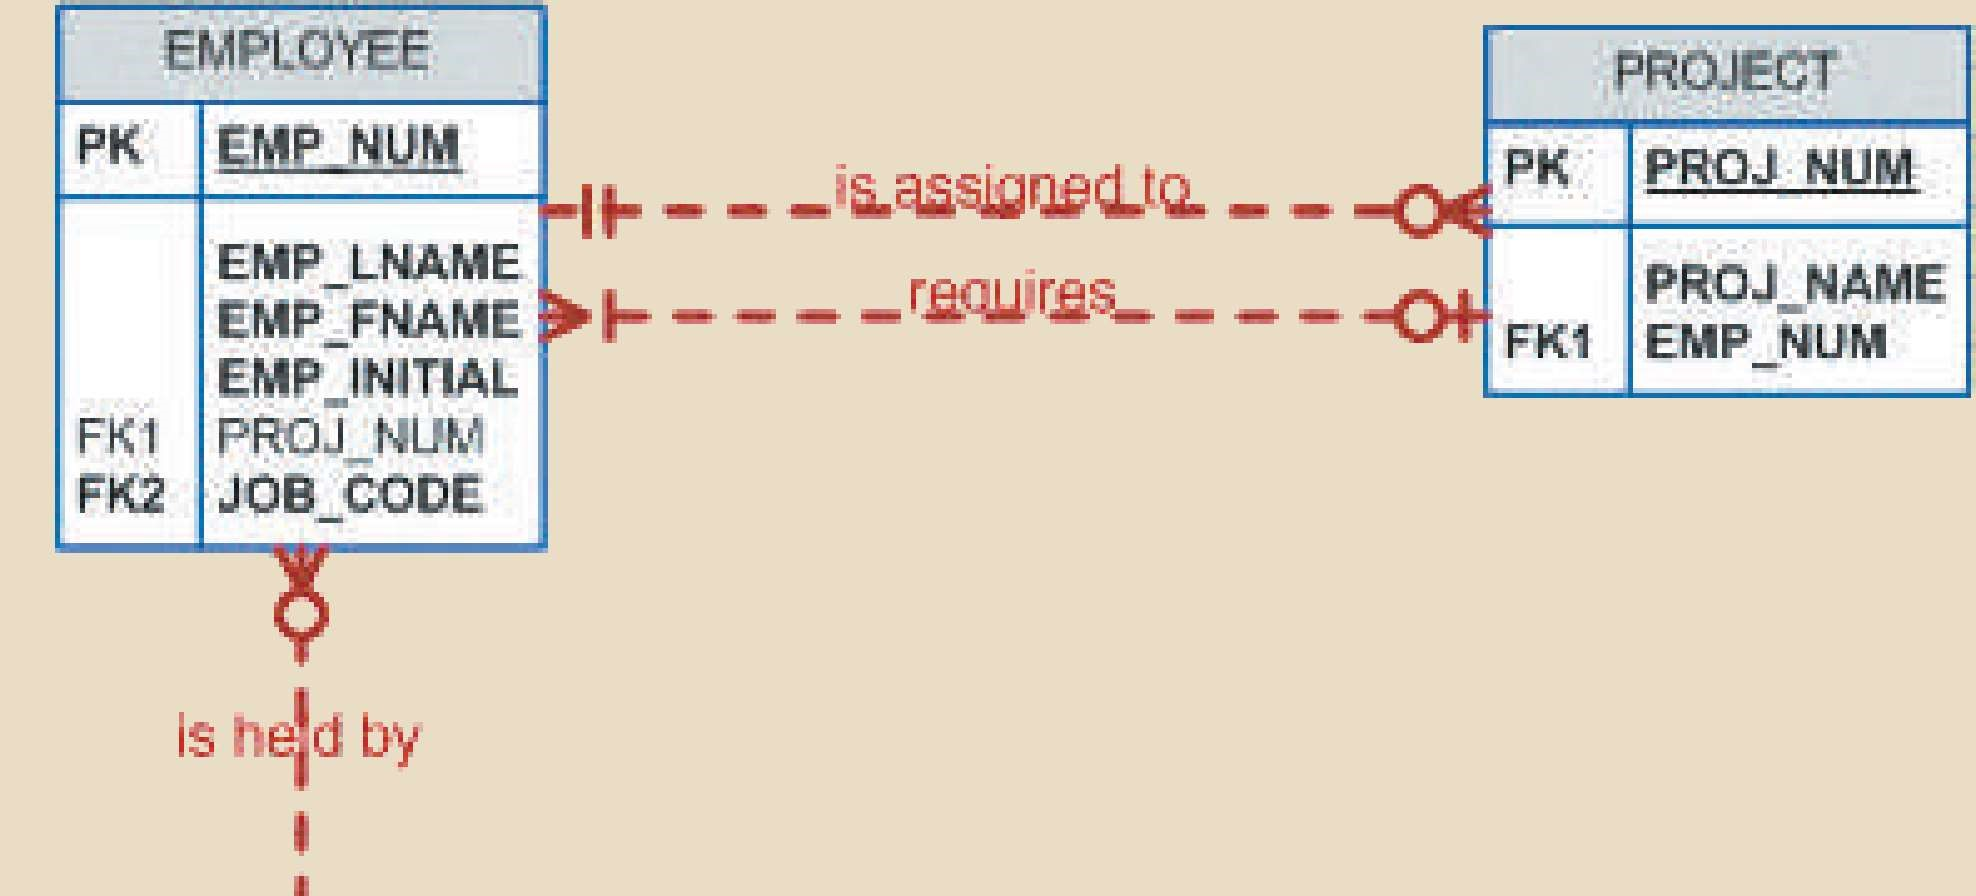 EMPLOYEE
PK EMP_NUM
EMP_LNAME
EMP_FNAME
EMP_INITIAL
FK1 PROJ_NUM
FK2 JOB_CODE
is assigned to
requires
PROJECT
PK PROJ_NUM
PROJ_NAME
FK1 EMP_NUM
is held by